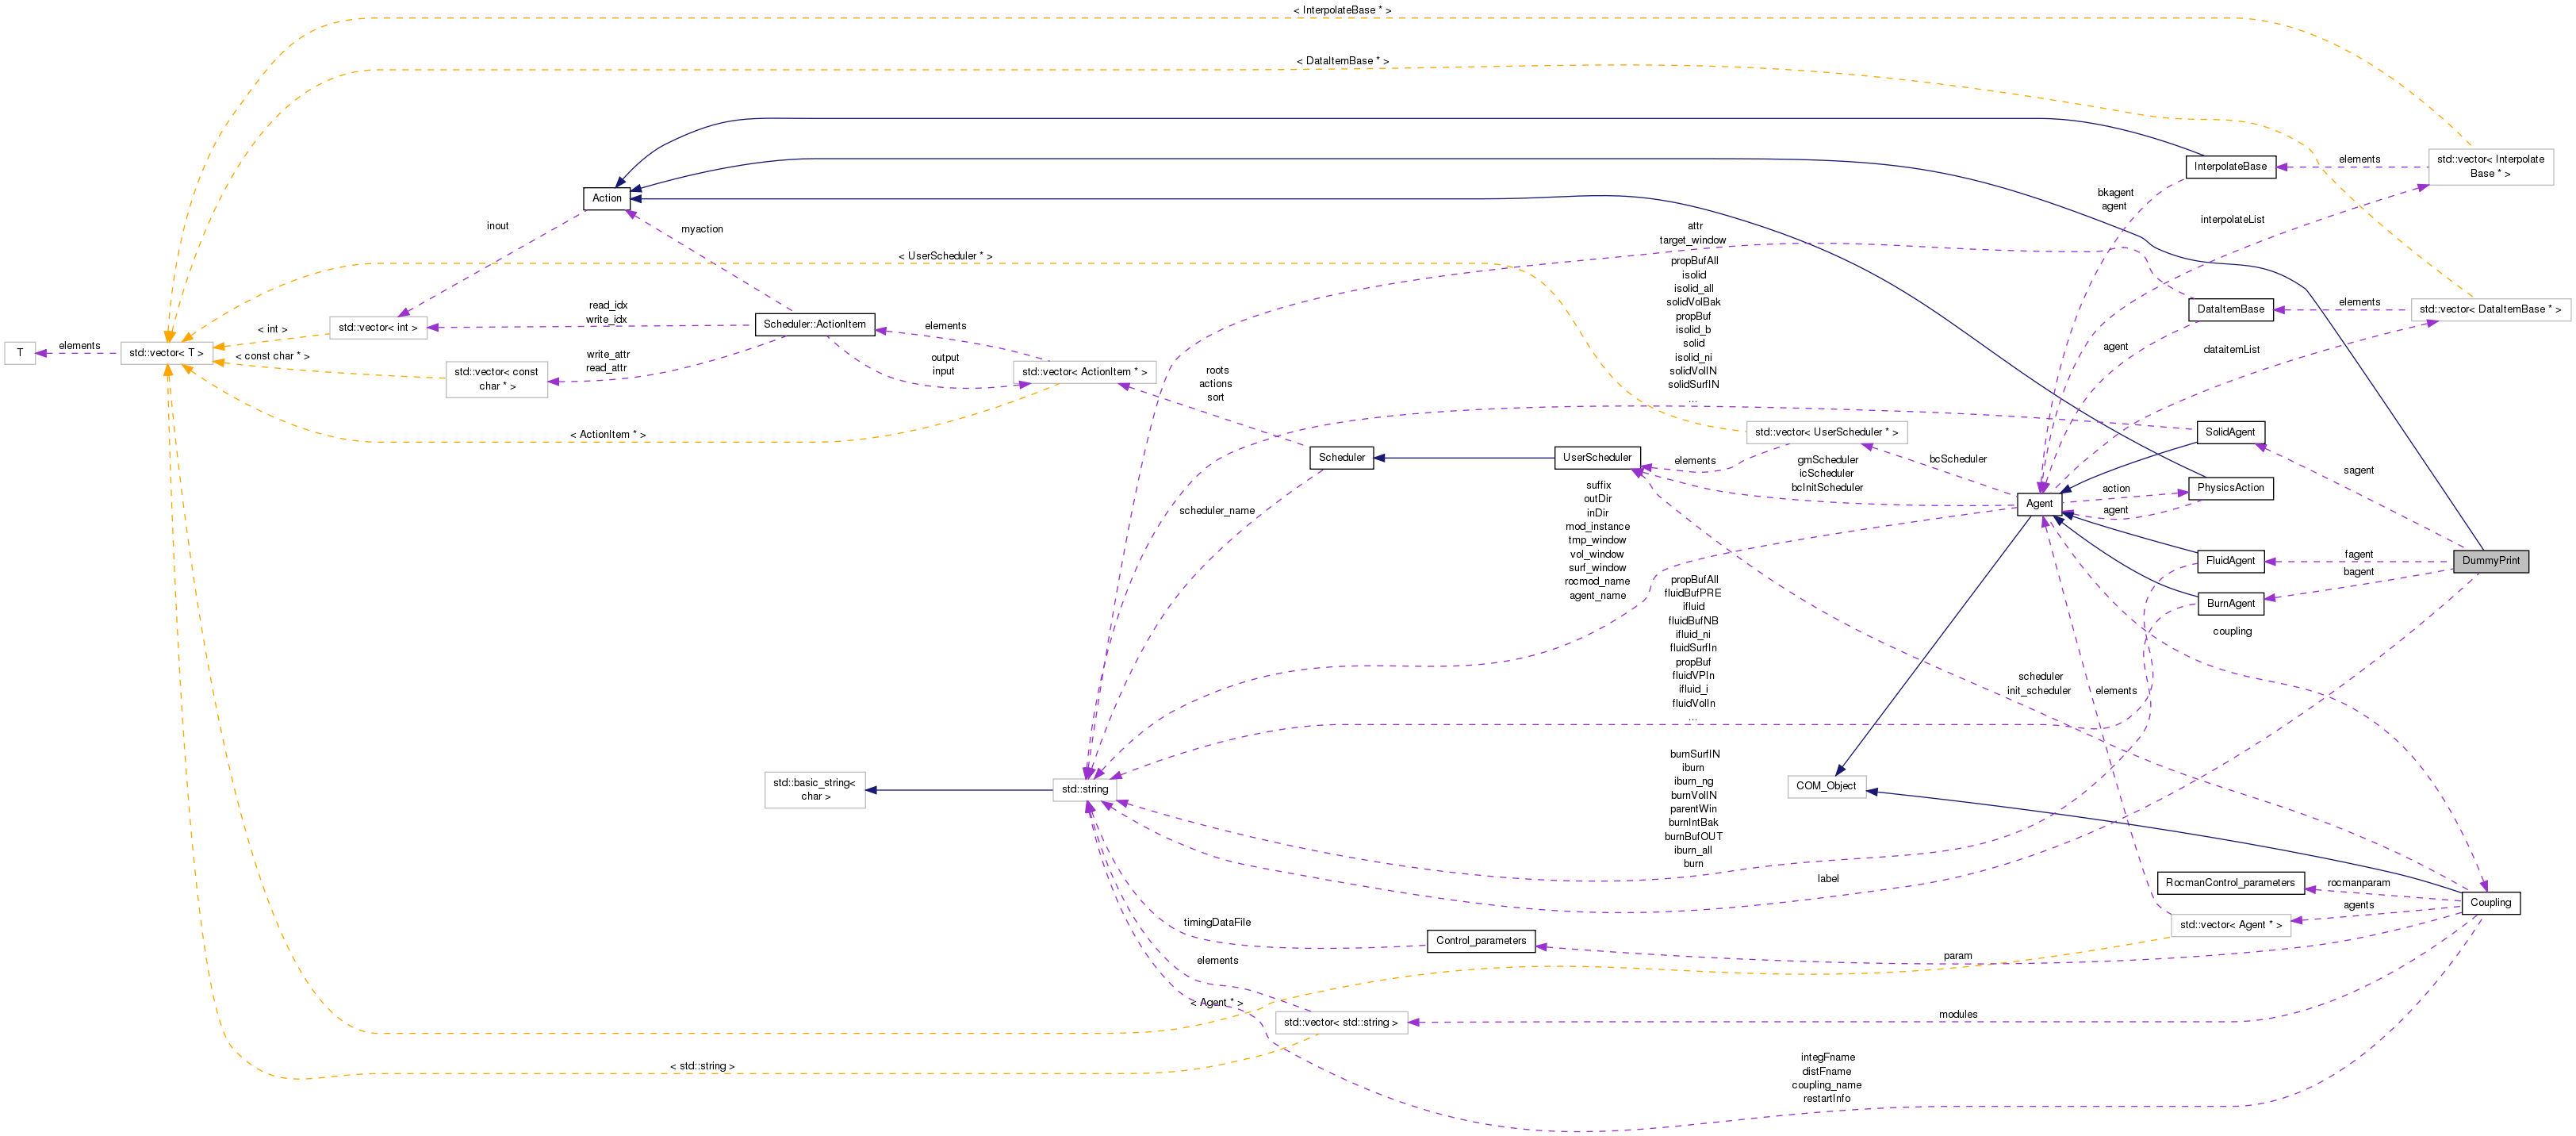 < InterpolateBase * >
< DataItemBase * >
std::vector< Interpolate
Base * >
elements
InterpolateBase
bkagent
agent
interpolateList
Action
inout
myaction
attr
target_window
< UserScheduler * >
propBufAll
isolid
isolid_all
solidVolBak
propBuf
isolid_b
solid
isolid_ni
solidVolIN
solidSurfIN
...
DataItemBase
elements
std::vector< DataItemBase * >
agent
dataitemList
read_idx
write_idx
Scheduler::ActionItem
elements
< int >
std::vector< int >
T
elements
std::vector< T >
< const char * >
std::vector< const
char * >
write_attr
read_attr
output
input
std::vector< ActionItem * >
roots
actions
sort
< ActionItem * >
Scheduler
UserScheduler
std::vector< UserScheduler * >
elements
gmScheduler
icScheduler
bcInitScheduler
bcScheduler
SolidAgent
sagent
PhysicsAction
action
agent
Agent
scheduler_name
suffix
outDir
inDir
mod_instance
tmp_window
vol_window
surf_window
rocmod_name
agent_name
FluidAgent
fagent
bagent
DummyPrint
BurnAgent
coupling
propBufAll
fluidBufPRE
ifluid
fluidBufNB
ifluid_ni
fluidSurfIn
propBuf
fluidVPIn
ifluid_i
fluidVolIn
...
scheduler
init_scheduler
elements
std::basic_string<
char >
std::string
COM_Object
burnSurfIN
iburn
iburn_ng
burnVolIN
parentWin
burnIntBak
burnBufOUT
iburn_all
burn
label
RocmanControl_parameters
rocmanparam
agents
Coupling
std::vector< Agent * >
timingDataFile
Control_parameters
param
elements
< Agent * >
std::vector< std::string >
modules
< std::string >
integFname
distFname
coupling_name
restartInfo